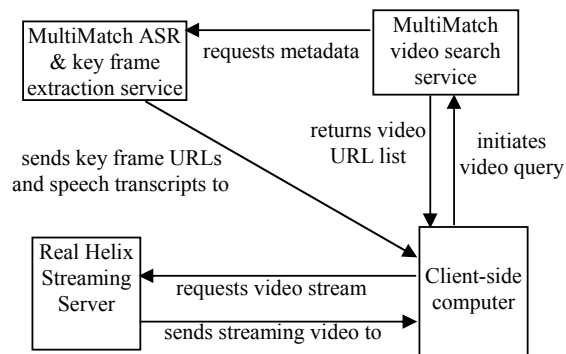 MultiMatch ASR
& key frame
extraction service
requests metadata
MultiMatch
video search
service
sends key frame URLs
and speech transcripts to
returns video
URL list
initiates
video query
Real Helix
Streaming
Server
requests video stream
sends streaming video to
Client-side
computer